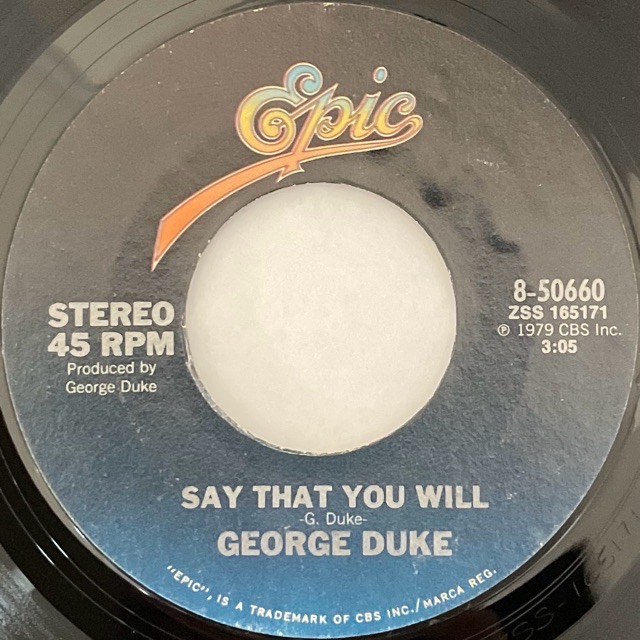 Epic
STEREO
45 RPM
Produced by
George Duke
8-50660
ZSS 165171
℗ 1979 CBS Inc.
3:05
SAY THAT YOU WILL
-G. Duke-
GEORGE DUKE
"EPIC", IS A TRADEMARK OF CBS INC./MARCA REG.